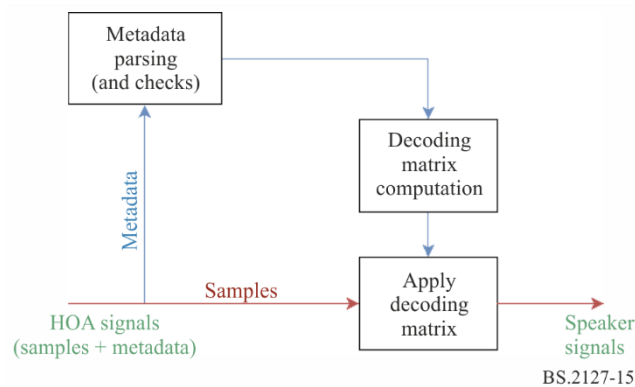 Metadata
parsing
(and checks)
Decoding
matrix
computation
Metadata
Samples
Apply
decoding
matrix
HOA signals
(samples + metadata)
Speaker
signals
BS.2127-15